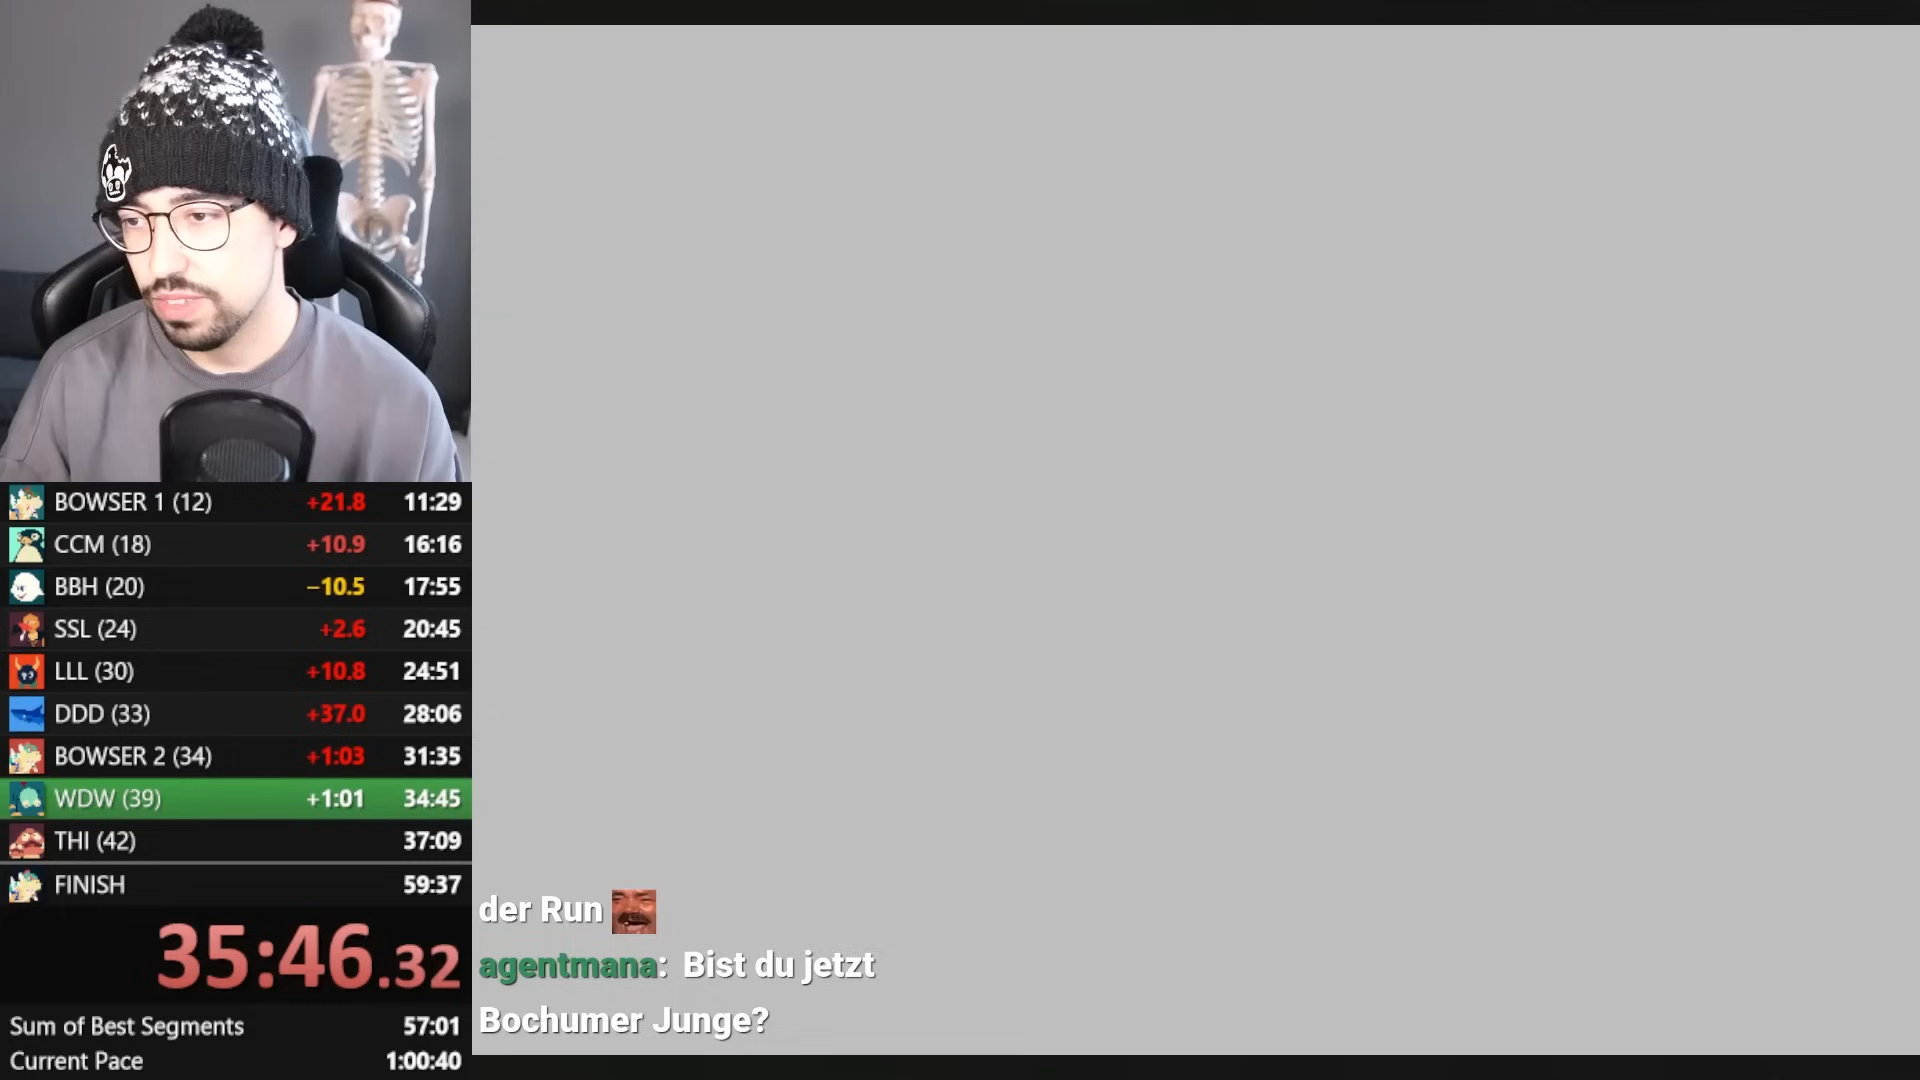 BOWSER 1 (12) +21.8 11:29
CCM (18) +10.9 16:16
BBH (20) −10.5 17:55
SSL (24) +2.6 20:45
LLL (30) +10.8 24:51
DDD (33) +37.0 28:06
BOWSER 2 (34) +1:03 31:35
WDW (39) +1:01 34:45
THI (42) 37:09
FINISH 59:37
35:46.32
Sum of Best Segments 57:01
Current Pace 1:00:40
der Run
agentmana: Bist du jetzt
Bochumer Junge?